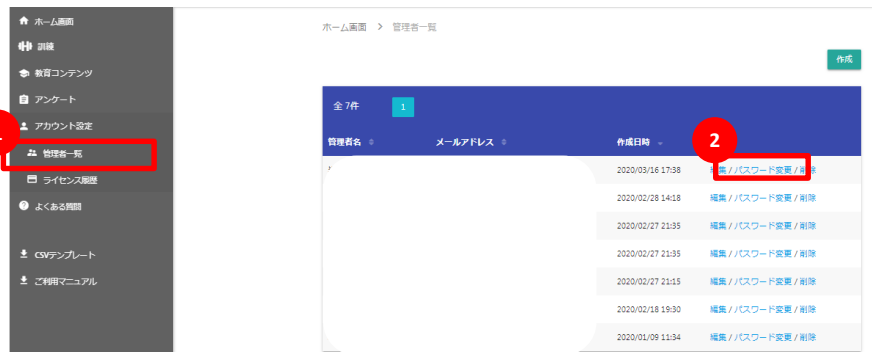 ホーム画面
訓練
教育コンテンツ
アンケート
アカウント設定
管理者一覧
ライセンス履歴
よくある質問
CSVテンプレート
ご利用マニュアル
ホーム画面 > 管理者一覧
作成
全7件 1
管理者名 メールアドレス 作成日時
2
2020/03/16 17:38 編集 / パスワード変更 / 削除
2020/02/28 14:18 編集 / パスワード変更 / 削除
2020/02/27 21:35 編集 / パスワード変更 / 削除
2020/02/27 21:35 編集 / パスワード変更 / 削除
2020/02/27 21:15 編集 / パスワード変更 / 削除
2020/02/18 19:30 編集 / パスワード変更 / 削除
2020/01/09 11:34 編集 / パスワード変更 / 削除